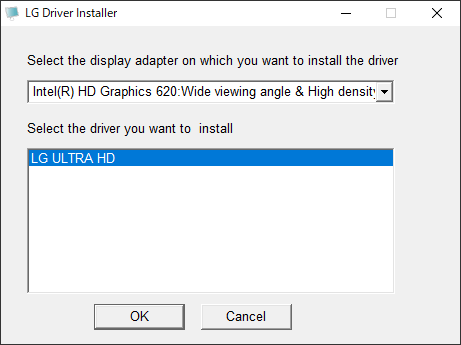 LG Driver Installer
Select the display adapter on which you want to install the driver
Intel(R) HD Graphics 620:Wide viewing angle & High density
Select the driver you want to  install
LG ULTRA HD
OK
Cancel